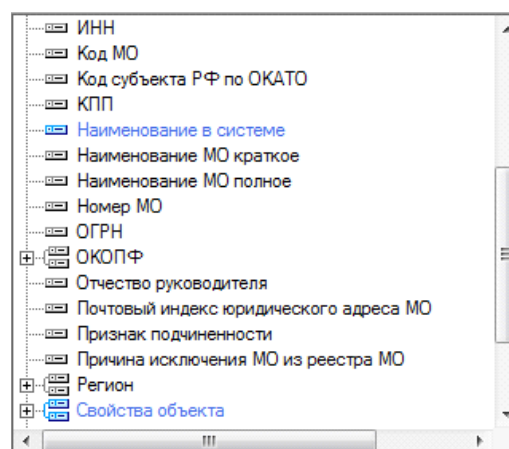 ИНН
Код МО
Код субъекта РФ по ОКАТО
КПП
Наименование в системе
Наименование МО краткое
Наименование МО полное
Номер МО
ОГРН
ОКОПФ
Отчество руководителя
Почтовый индекс юридического адреса МО
Признак подчиненности
Причина исключения МО из реестра МО
Регион
Свойства объекта